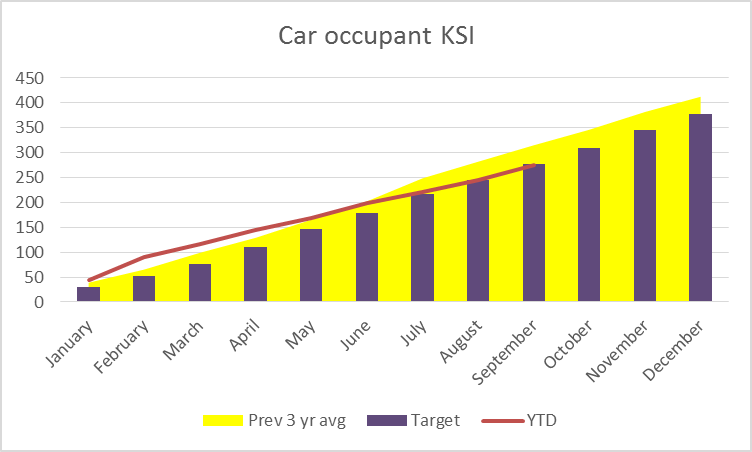 Car occupant KSI
450
400
350
300
250
200
150
100
50
0
January
February
March
April
May
June
July
August
September
October
November
December
Prev 3 yr avg Target YTD